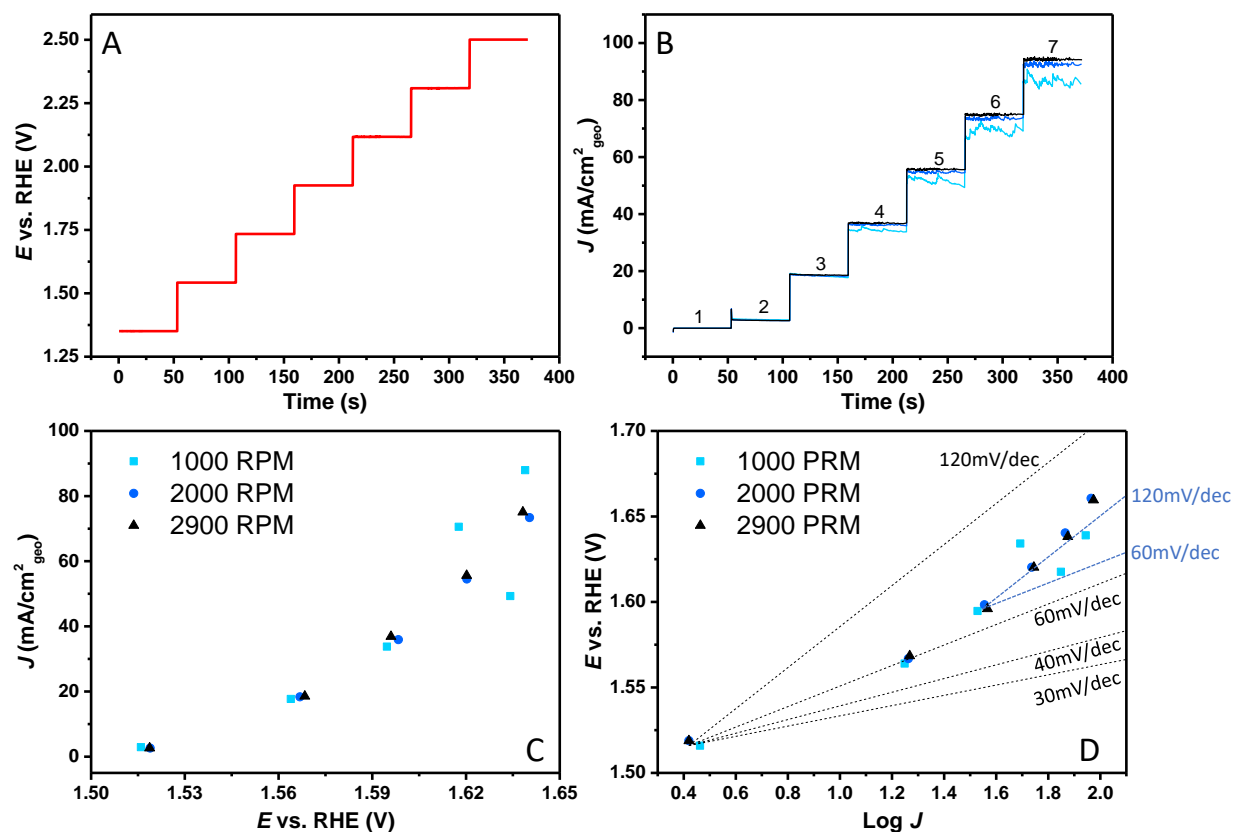 A
E vs. RHE (V)
2.50
2.25
2.00
1.75
1.50
1.25
0 50 100 150 200 250 300 350 400
Time (s)
B
J (mA/cm²geo)
100
80
60
40
20
0
1 2 3 4 5 6 7
0 50 100 150 200 250 300 350 400
Time (s)
C
J (mA/cm²geo)
100
80
60
40
20
0
1000 RPM
2000 RPM
2900 RPM
1.50 1.53 1.56 1.59 1.62 1.65
E vs. RHE (V)
D
E vs. RHE (V)
1.70
1.65
1.60
1.55
1.50
1000 PRM
2000 PRM
2900 PRM
120mV/dec
120mV/dec
60mV/dec
60mV/dec
40mV/dec
30mV/dec
0.4 0.6 0.8 1.0 1.2 1.4 1.6 1.8 2.0
Log J